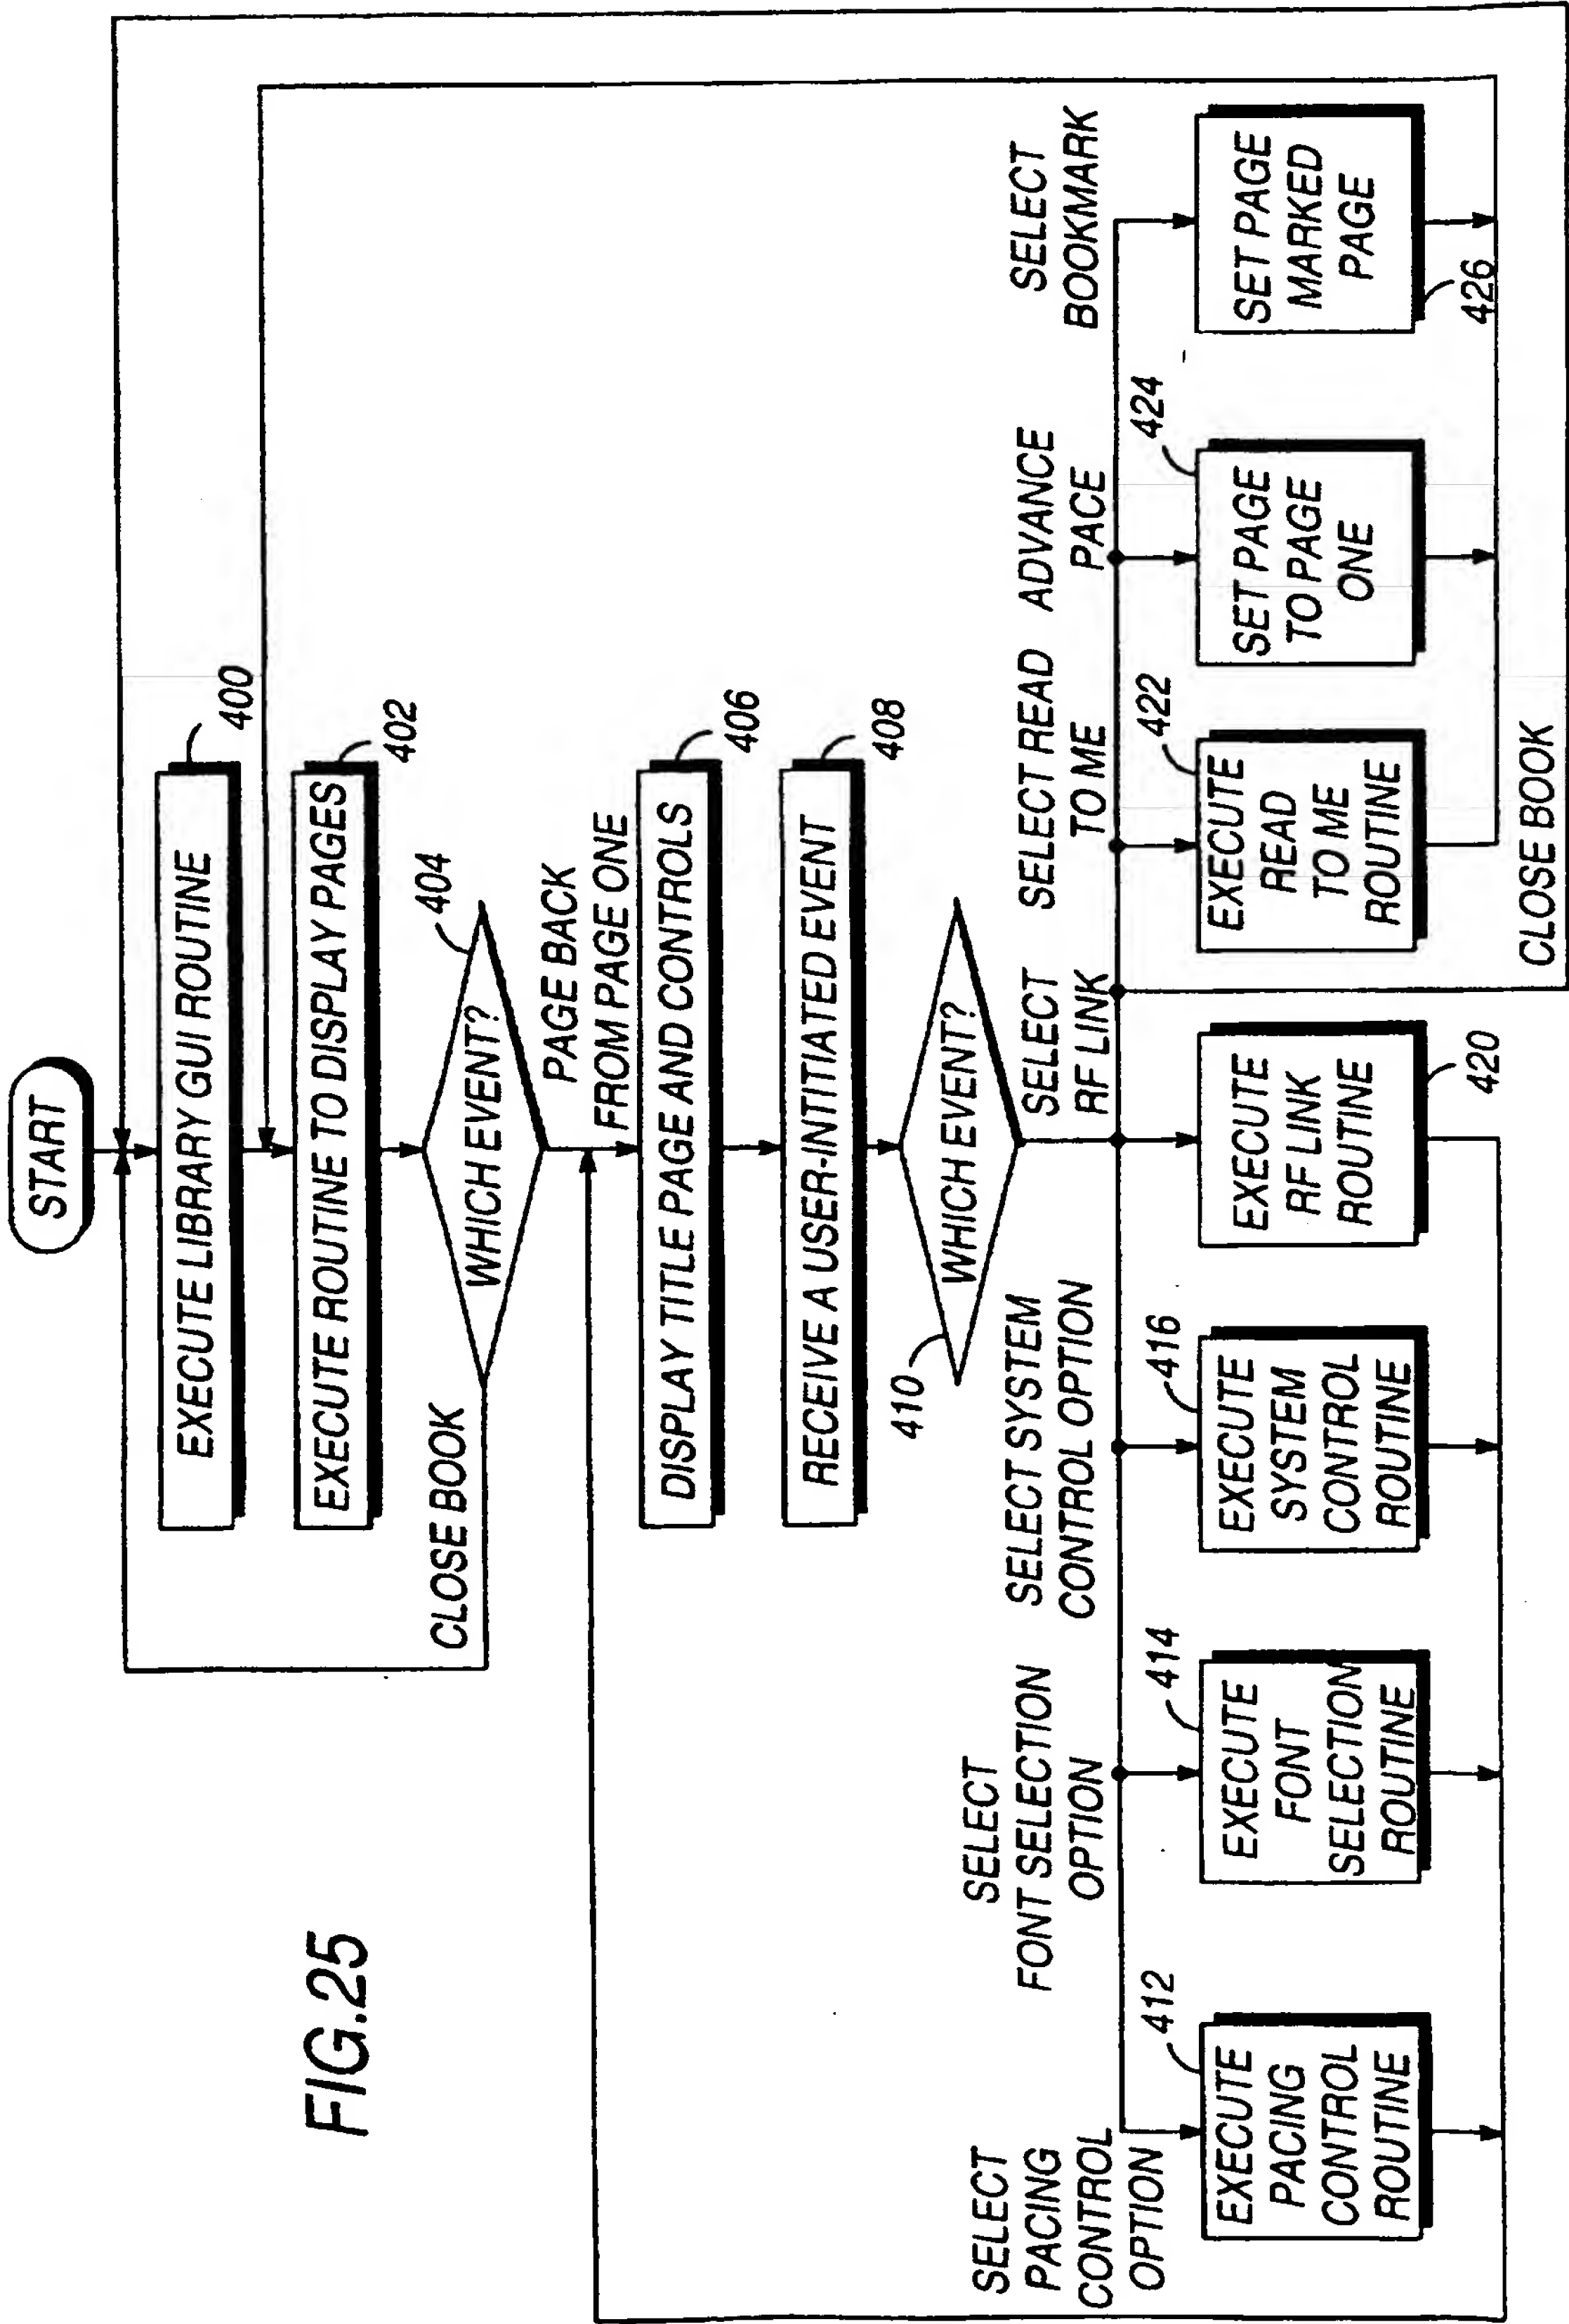 FIG.25
START
EXECUTE LIBRARY GUI ROUTINE
400
EXECUTE ROUTINE TO DISPLAY PAGES
402
WHICH EVENT?
404
CLOSE BOOK
PAGE BACK
FROM PAGE ONE
DISPLAY TITLE PAGE AND CONTROLS
406
RECEIVE A USER-INTITIATED EVENT
408
WHICH EVENT?
410
SELECT
PACING
CONTROL
OPTION
SELECT
FONT SELECTION
OPTION
SELECT SYSTEM
CONTROL OPTION
SELECT
RF LINK
SELECT READ
TO ME
ADVANCE
PACE
SELECT
BOOKMARK
412
EXECUTE
PACING
CONTROL
ROUTINE
414
EXECUTE
FONT
SELECTION
ROUTINE
416
EXECUTE
SYSTEM
CONTROL
ROUTINE
EXECUTE
RF LINK
ROUTINE
420
422
EXECUTE
READ
TO ME
ROUTINE
424
SET PAGE
TO PAGE
ONE
SET PAGE
MARKED
PAGE
426
CLOSE BOOK